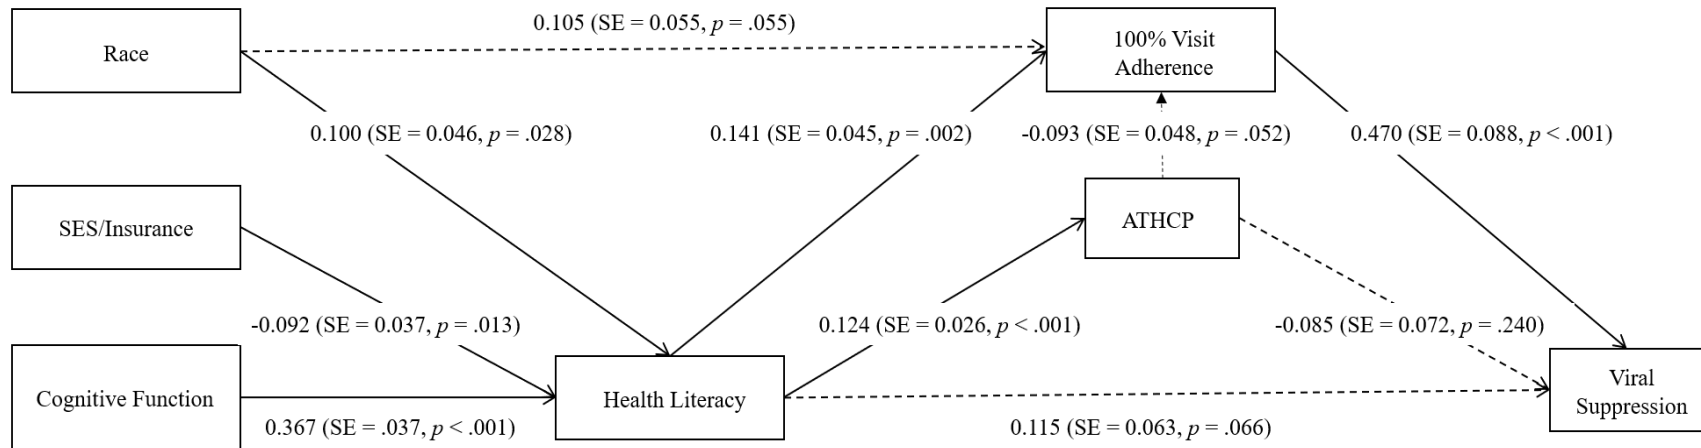 0.105 (SE = 0.055, p = .055)
Race
100% Visit
Adherence
0.100 (SE = 0.046, p = .028)
0.141 (SE = 0.045, p = .002)
-0.093 (SE = 0.048, p = .052)
0.470 (SE = 0.088, p < .001)
SES/Insurance
ATHCP
-0.092 (SE = 0.037, p = .013)
0.124 (SE = 0.026, p < .001)
-0.085 (SE = 0.072, p = .240)
Cognitive Function
Health Literacy
Viral
Suppression
0.367 (SE = .037, p < .001)
0.115 (SE = 0.063, p = .066)